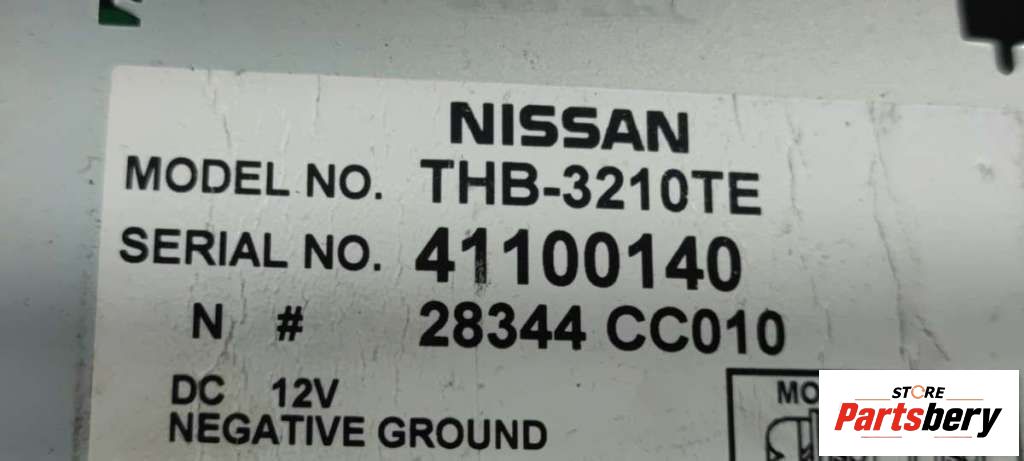 NISSAN
MODEL NO. THB-3210TE
SERIAL NO. 41100140
N # 28344 CC010
DC 12V
NEGATIVE GROUND
STORE
Partsbery